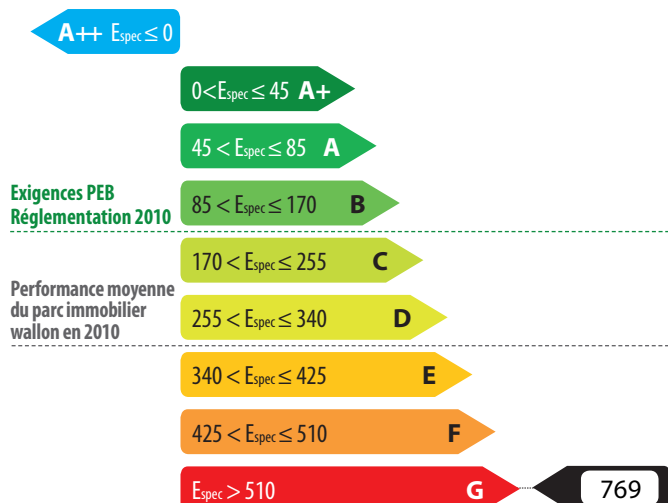 A++ Espec ≤ 0
0<Espec ≤ 45 A+
45 < Espec ≤ 85 A
Exigences PEB
Réglementation 2010
85 < Espec ≤ 170 B
170 < Espec ≤ 255 C
Performance moyenne
du parc immobilier
wallon en 2010
255 < Espec ≤ 340 D
340 < Espec ≤ 425 E
425 < Espec ≤ 510 F
Espec > 510 G 769